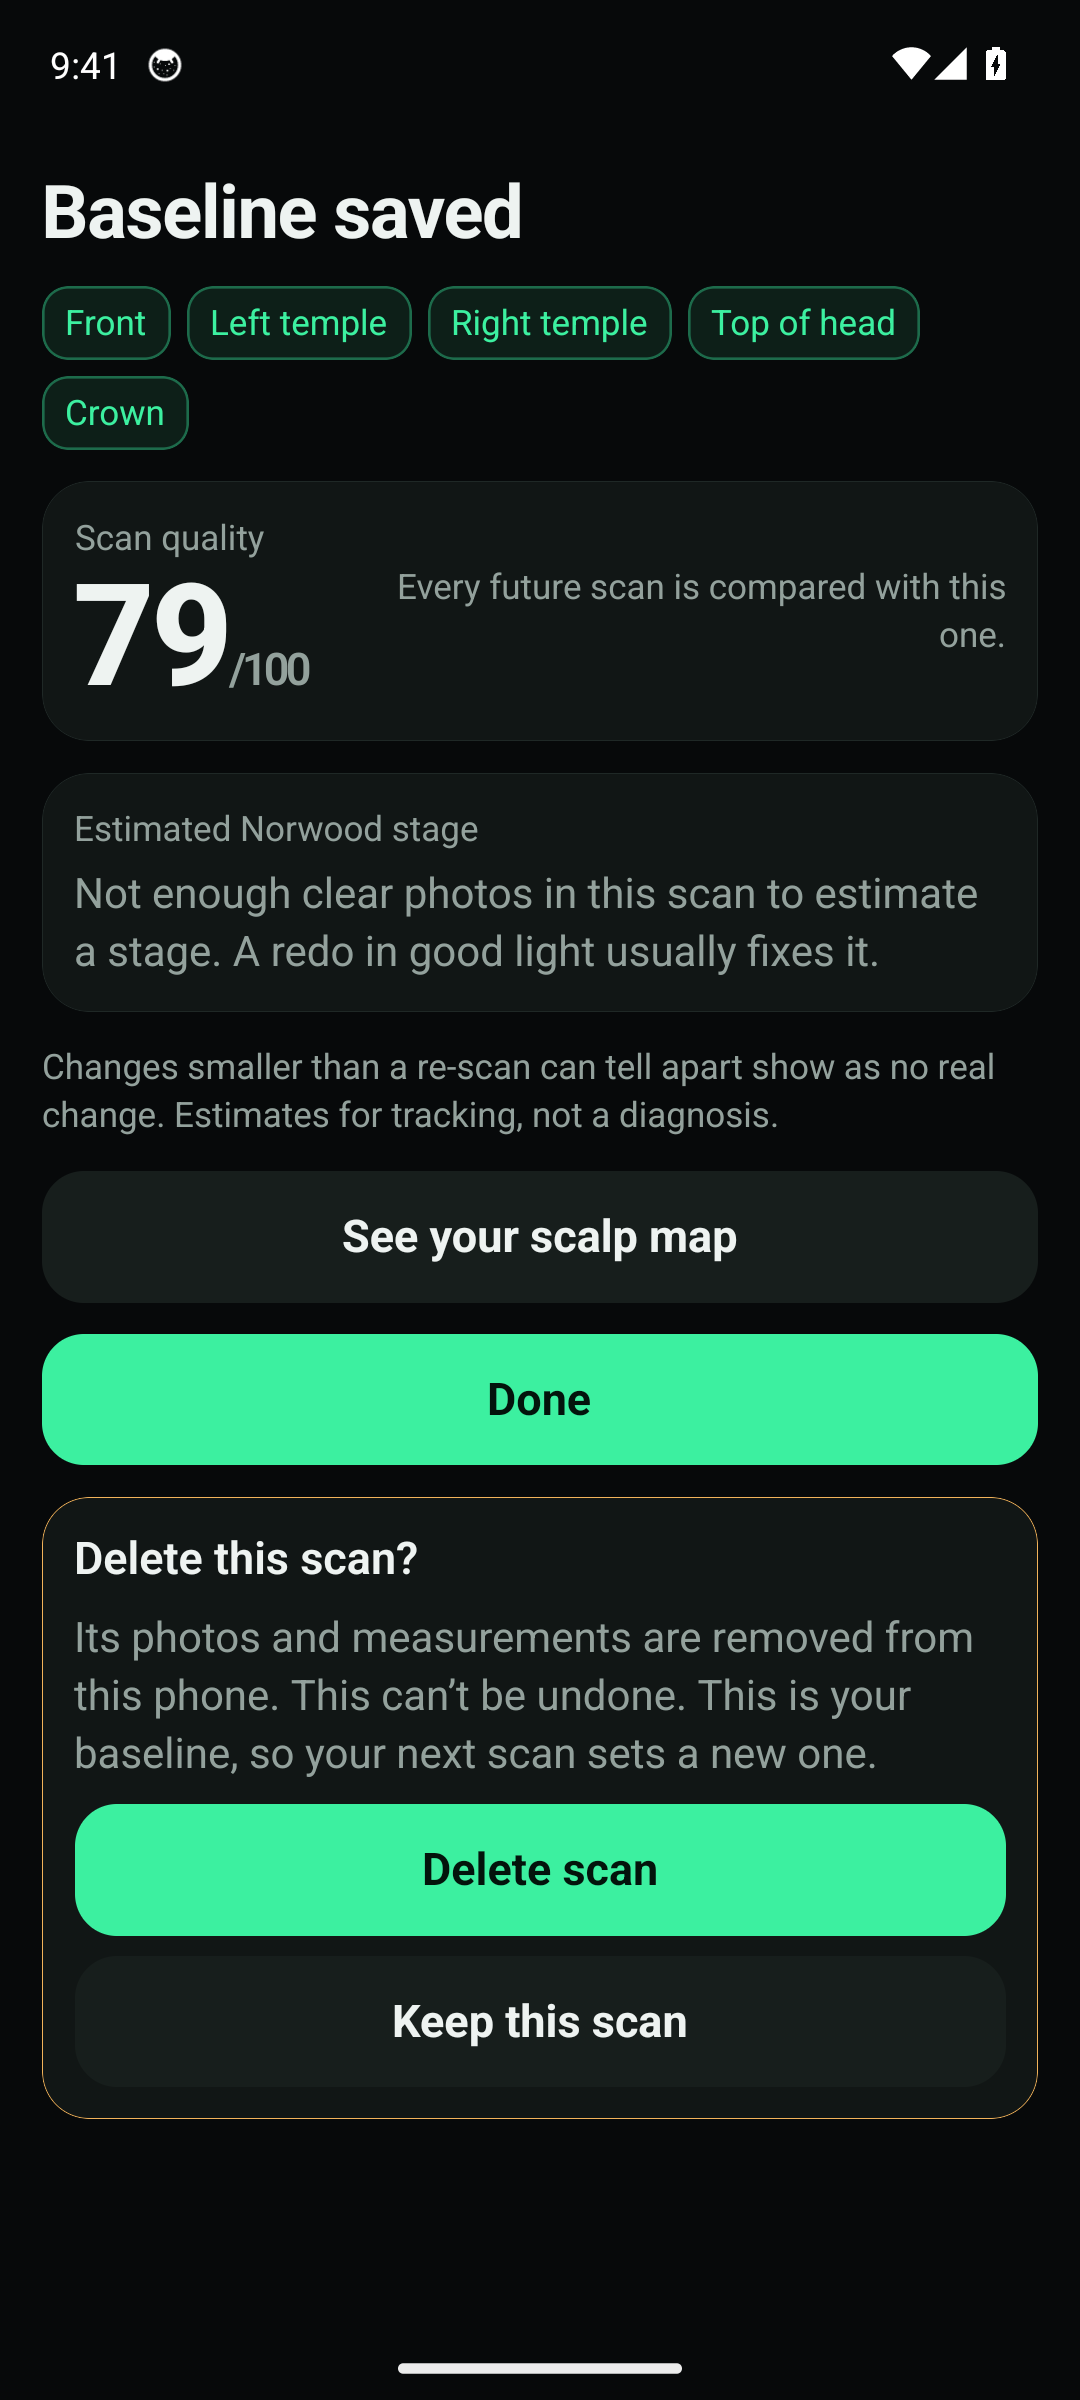 9:41
Baseline saved
Front
Left temple
Right temple
Top of head
Crown
Scan quality
79/100
Every future scan is compared with this
one.
Estimated Norwood stage
Not enough clear photos in this scan to estimate
a stage. A redo in good light usually fixes it.
Changes smaller than a re-scan can tell apart show as no real
change. Estimates for tracking, not a diagnosis.
See your scalp map
Done
Delete this scan?
Its photos and measurements are removed from
this phone. This can’t be undone. This is your
baseline, so your next scan sets a new one.
Delete scan
Keep this scan